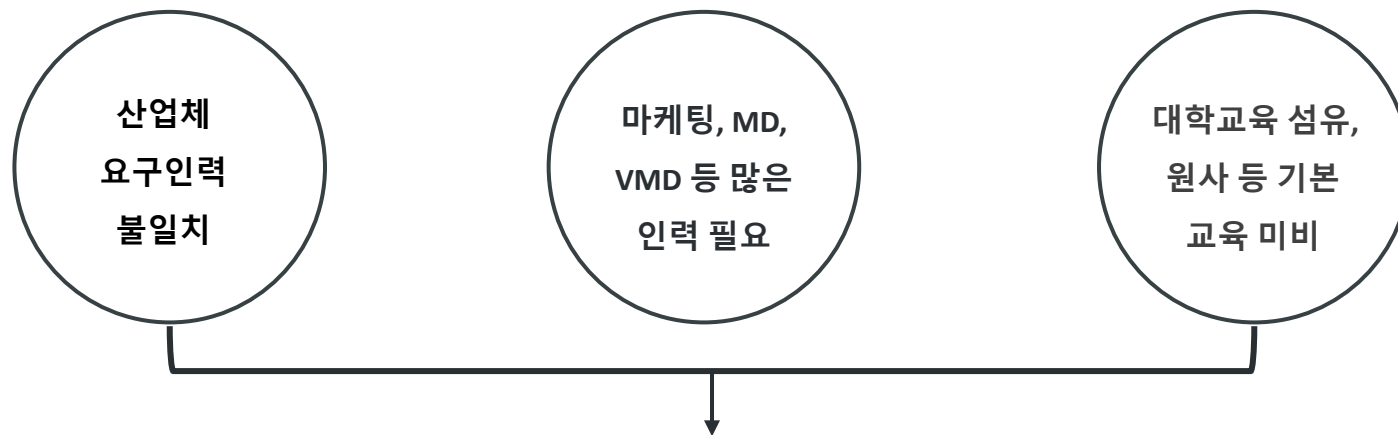 산업체
요구인력
불일치
마케팅, MD,
VMD 등 많은
인력 필요
대학교육 섬유,
원사 등 기본
교육 미비